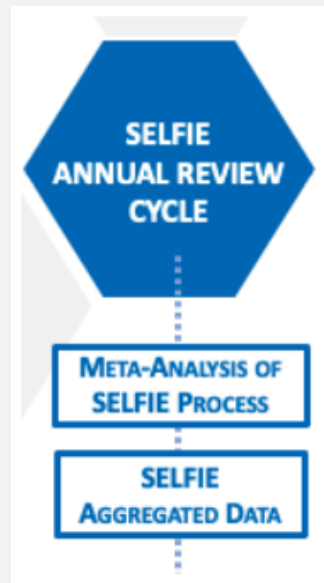 SELFIE
ANNUAL REVIEW
CYCLE
META-ANALYSIS OF
SELFIE PROCESS
SELFIE
AGGREGATED DATA